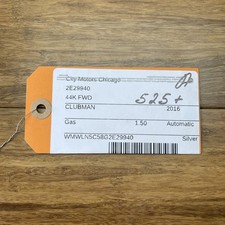 City Motors Chicago
2E29940
44K FWD
525+
CLUBMAN 2016
Gas 1.50 Automatic
WMWLN5C58G2E29940
Silver